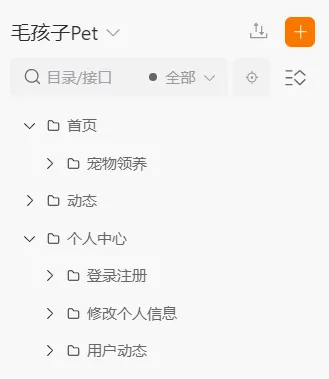 毛孩子Pet
目录/接口 全部
首页
宠物领养
动态
个人中心
登录注册
修改个人信息
用户动态